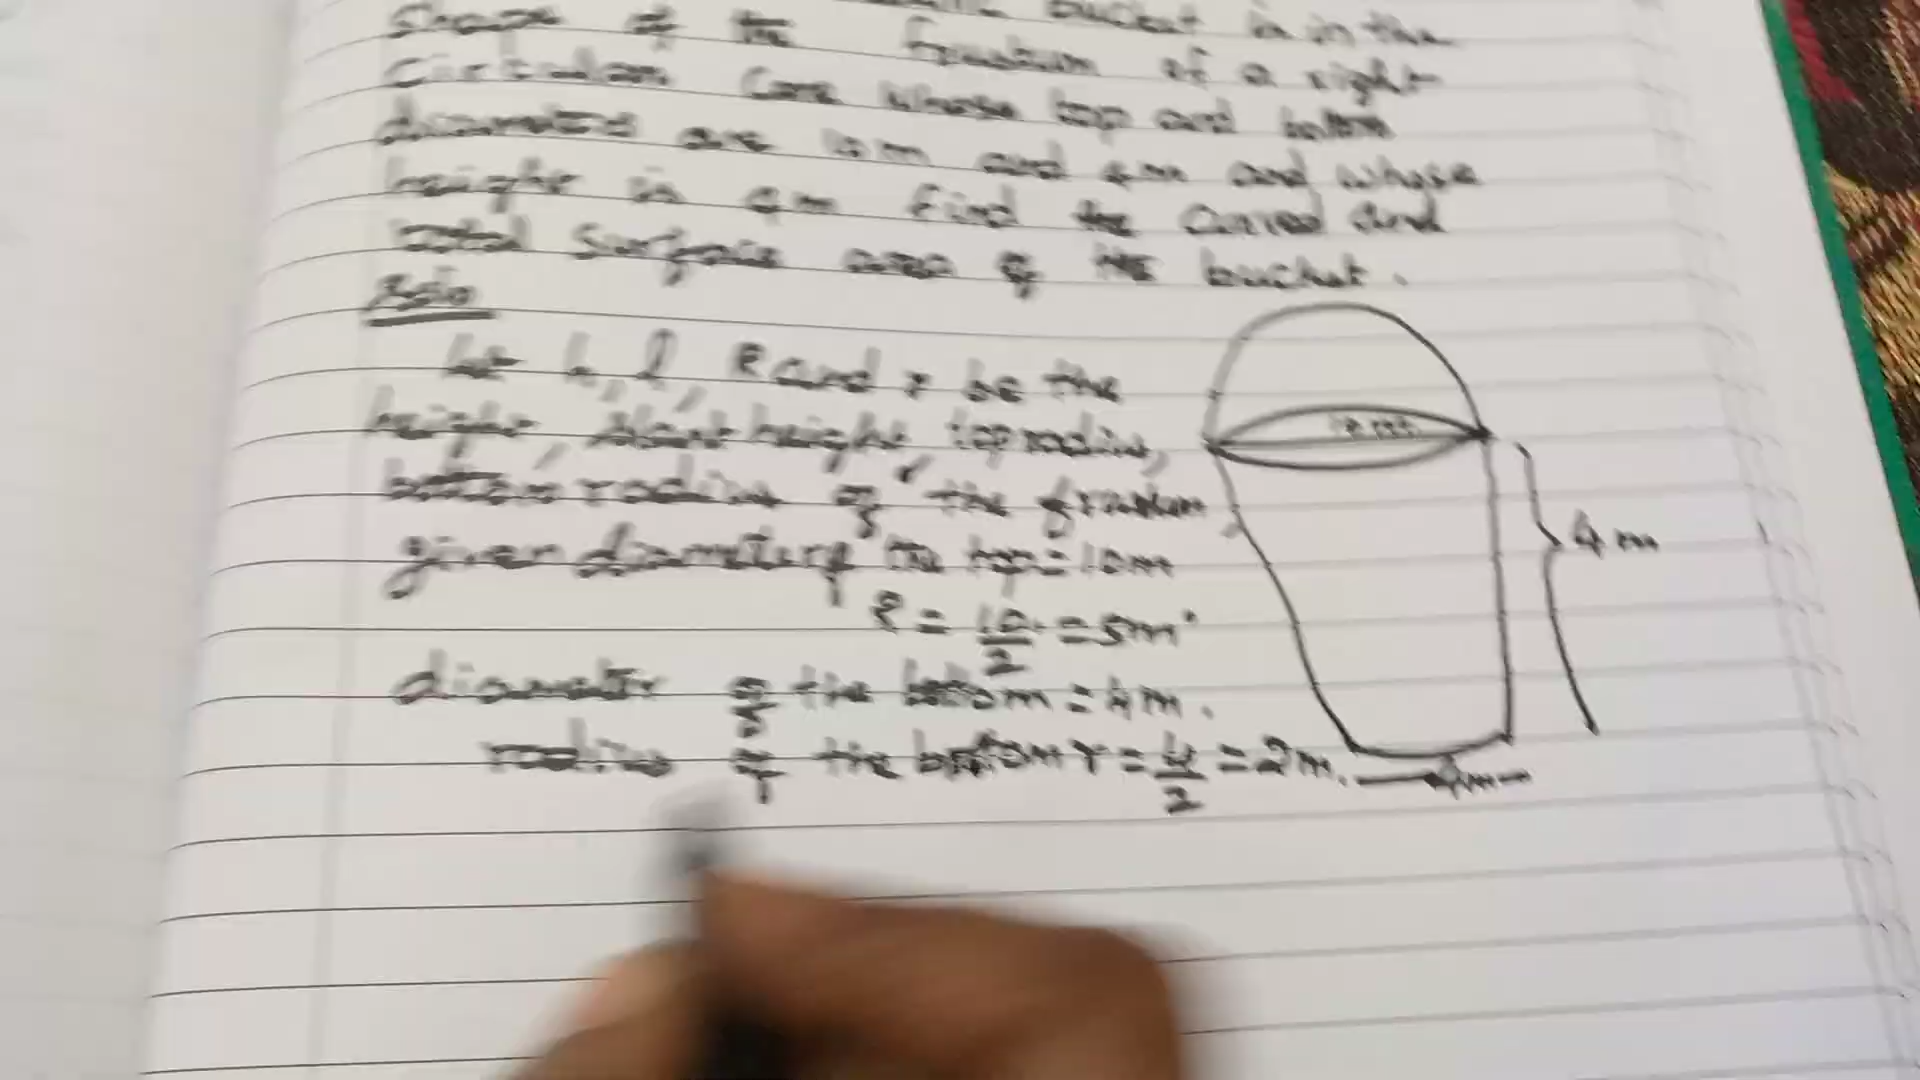 bucket is in the
shape of the frustum of a right
Circular Cone whose top and bottom
diameters are 10m and 4m and whose
height is 4m find the curved and
total surface area of the bucket.
Soln
let h, l, R and r be the
height, slant height, top radius,
bottom radius of the frustum
given diameter of the top = 10m
R = 10/2 = 5m.
diameter of the bottom = 4m.
radius of the bottom r = 4/2 = 2m.
10m
4m
4m